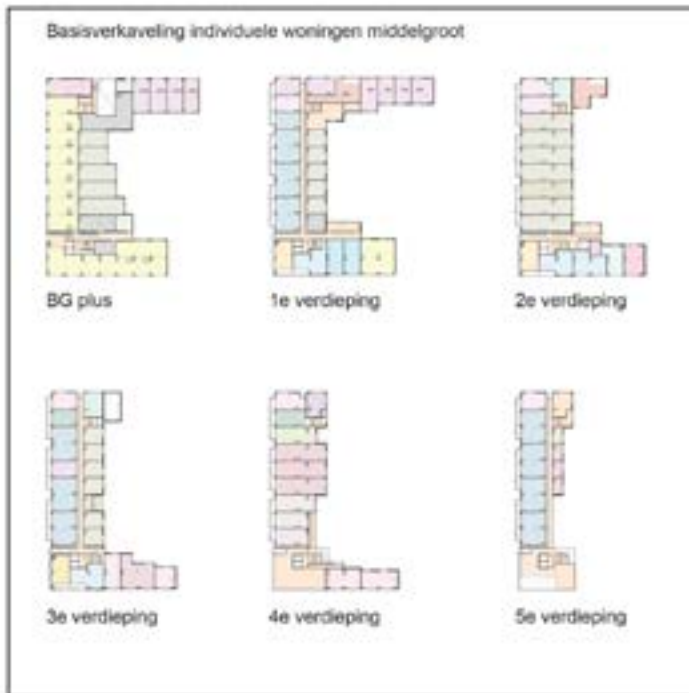 Basisverkaveling individuele woningen middelgroot
BG plus
1e verdieping
2e verdieping
3e verdieping
4e verdieping
5e verdieping